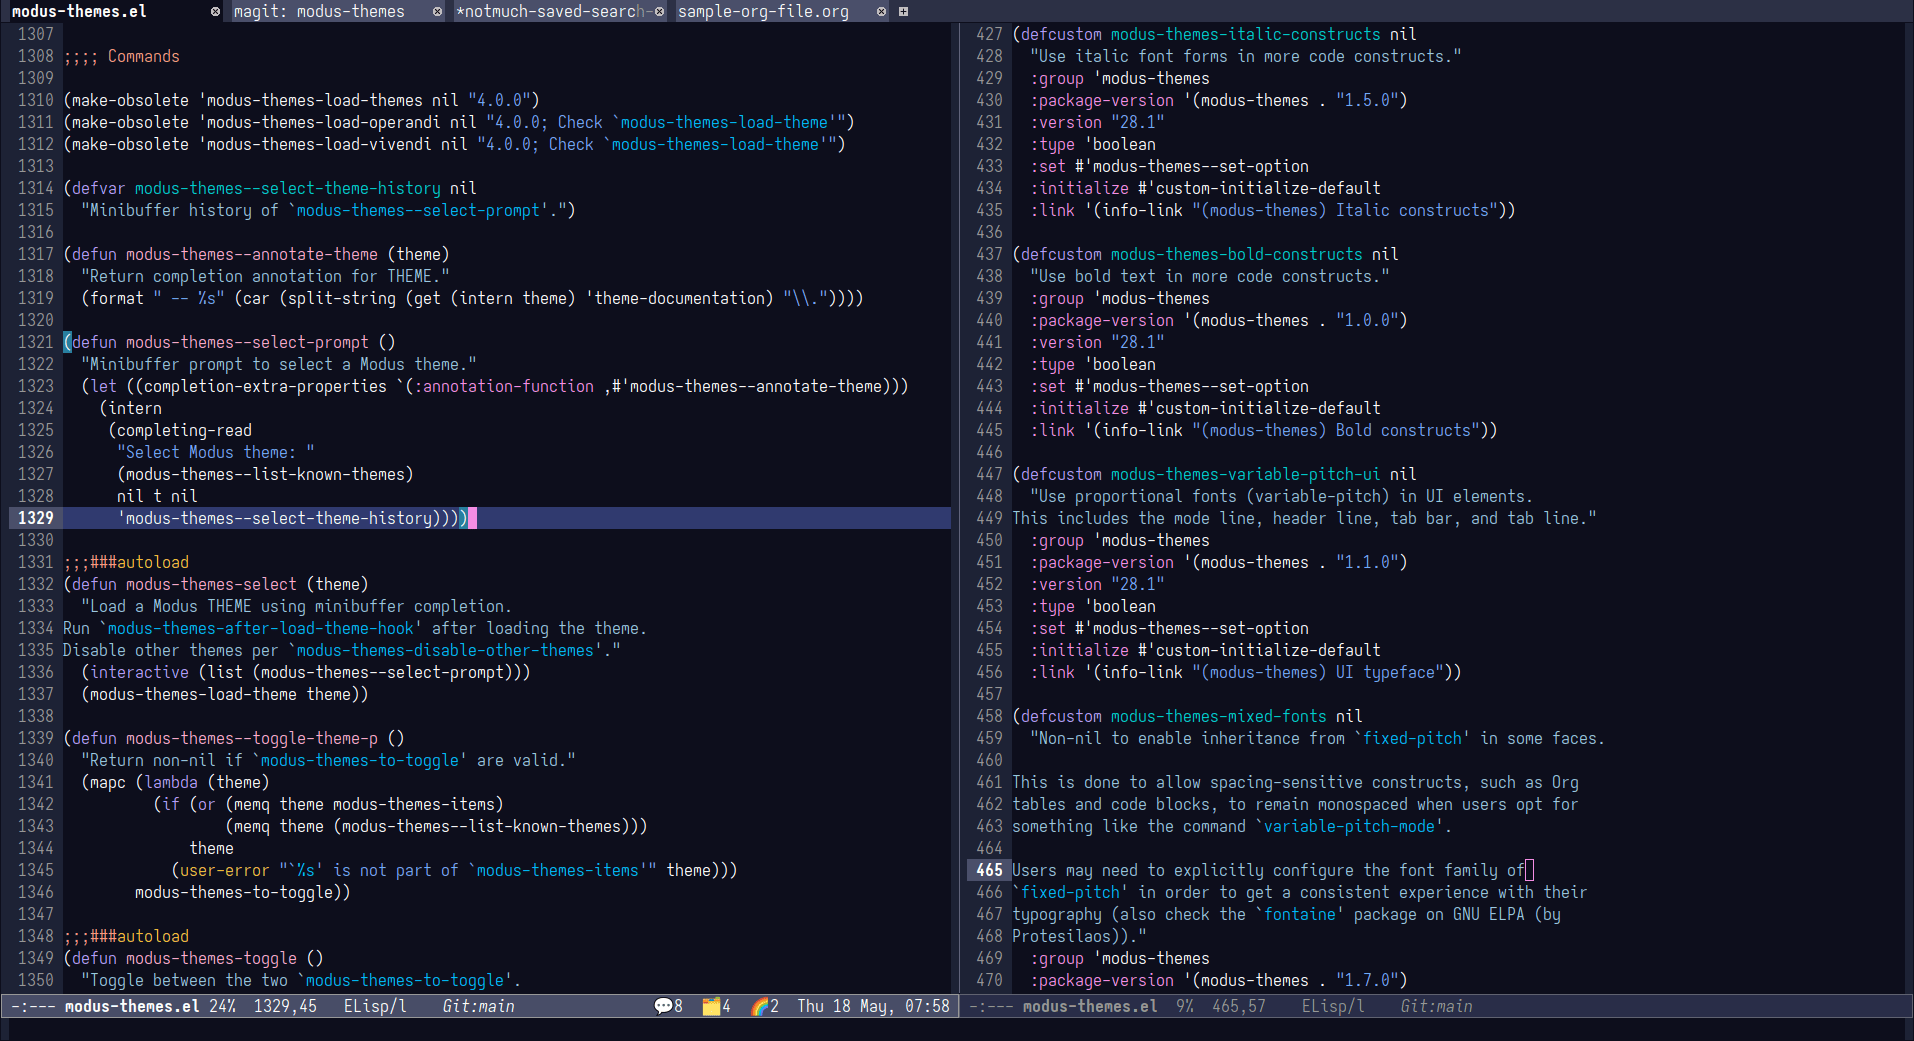 modus-themes.el
magit: modus-themes
*notmuch-saved-search-
sample-org-file.org
1307
1308 ;;;; Commands
1309
1310 (make-obsolete 'modus-themes-load-themes nil "4.0.0")
1311 (make-obsolete 'modus-themes-load-operandi nil "4.0.0; Check `modus-themes-load-theme'")
1312 (make-obsolete 'modus-themes-load-vivendi nil "4.0.0; Check `modus-themes-load-theme'")
1313
1314 (defvar modus-themes--select-theme-history nil
1315   "Minibuffer history of `modus-themes--select-prompt'.")
1316
1317 (defun modus-themes--annotate-theme (theme)
1318   "Return completion annotation for THEME."
1319   (format " -- %s" (car (split-string (get (intern theme) 'theme-documentation) "\\."))))
1320
1321 (defun modus-themes--select-prompt ()
1322   "Minibuffer prompt to select a Modus theme."
1323   (let ((completion-extra-properties `(:annotation-function ,#'modus-themes--annotate-theme)))
1324     (intern
1325      (completing-read
1326       "Select Modus theme: "
1327       (modus-themes--list-known-themes)
1328       nil t nil
1329       'modus-themes--select-theme-history))))
1330
1331 ;;;###autoload
1332 (defun modus-themes-select (theme)
1333   "Load a Modus THEME using minibuffer completion.
1334 Run `modus-themes-after-load-theme-hook' after loading the theme.
1335 Disable other themes per `modus-themes-disable-other-themes'."
1336   (interactive (list (modus-themes--select-prompt)))
1337   (modus-themes-load-theme theme))
1338
1339 (defun modus-themes--toggle-theme-p ()
1340   "Return non-nil if `modus-themes-to-toggle' are valid."
1341   (mapc (lambda (theme)
1342           (if (or (memq theme modus-themes-items)
1343                   (memq theme (modus-themes--list-known-themes)))
1344               theme
1345             (user-error "`%s' is not part of `modus-themes-items'" theme)))
1346         modus-themes-to-toggle))
1347
1348 ;;;###autoload
1349 (defun modus-themes-toggle ()
1350   "Toggle between the two `modus-themes-to-toggle'.
-:--- modus-themes.el 24% 1329,45 ELisp/l Git:main 💬8 🗂️4 🌈2 Thu 18 May, 07:58
427 (defcustom modus-themes-italic-constructs nil
428   "Use italic font forms in more code constructs."
429   :group 'modus-themes
430   :package-version '(modus-themes . "1.5.0")
431   :version "28.1"
432   :type 'boolean
433   :set #'modus-themes--set-option
434   :initialize #'custom-initialize-default
435   :link '(info-link "(modus-themes) Italic constructs"))
436
437 (defcustom modus-themes-bold-constructs nil
438   "Use bold text in more code constructs."
439   :group 'modus-themes
440   :package-version '(modus-themes . "1.0.0")
441   :version "28.1"
442   :type 'boolean
443   :set #'modus-themes--set-option
444   :initialize #'custom-initialize-default
445   :link '(info-link "(modus-themes) Bold constructs"))
446
447 (defcustom modus-themes-variable-pitch-ui nil
448   "Use proportional fonts (variable-pitch) in UI elements.
449 This includes the mode line, header line, tab bar, and tab line."
450   :group 'modus-themes
451   :package-version '(modus-themes . "1.1.0")
452   :version "28.1"
453   :type 'boolean
454   :set #'modus-themes--set-option
455   :initialize #'custom-initialize-default
456   :link '(info-link "(modus-themes) UI typeface"))
457
458 (defcustom modus-themes-mixed-fonts nil
459   "Non-nil to enable inheritance from `fixed-pitch' in some faces.
460
461 This is done to allow spacing-sensitive constructs, such as Org
462 tables and code blocks, to remain monospaced when users opt for
463 something like the command `variable-pitch-mode'.
464
465 Users may need to explicitly configure the font family of
466 `fixed-pitch' in order to get a consistent experience with their
467 typography (also check the `fontaine' package on GNU ELPA (by
468 Protesilaos))."
469   :group 'modus-themes
470   :package-version '(modus-themes . "1.7.0")
-:--- modus-themes.el 9% 465,57 ELisp/l Git:main